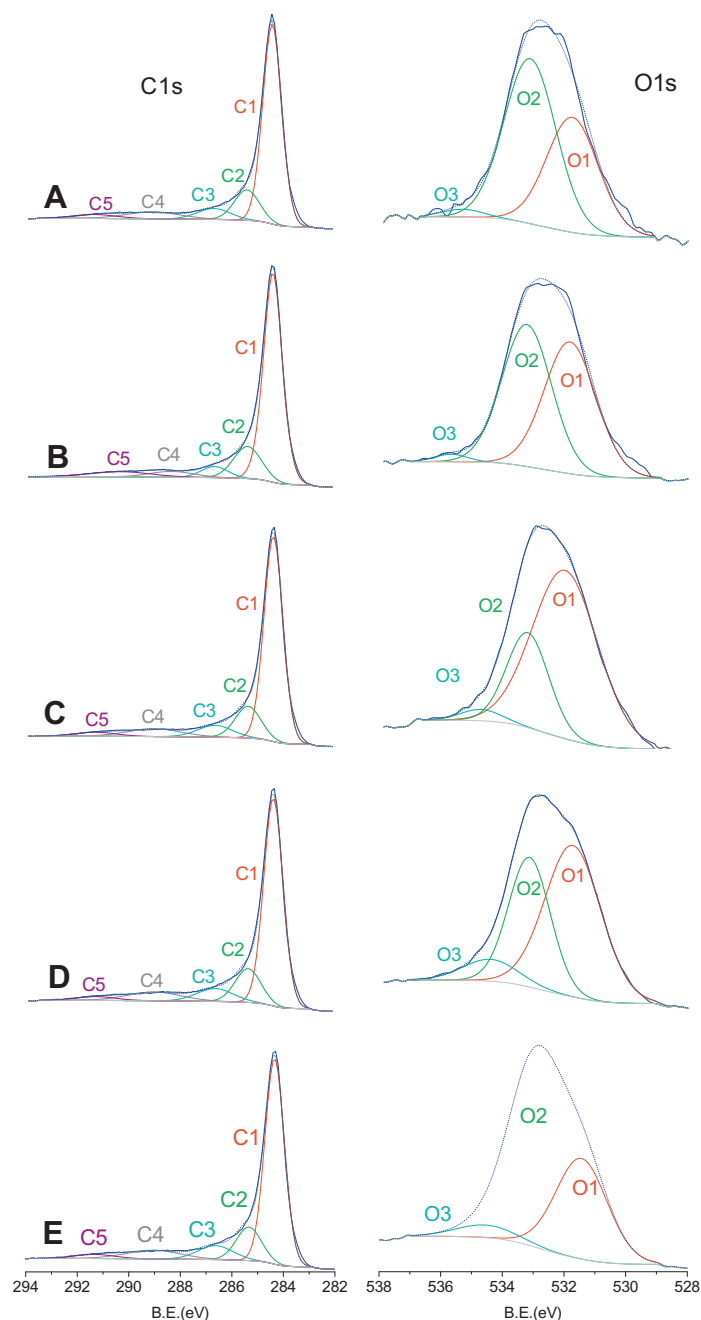 C1s
O1s
C1
C2
C3
C4
C5
A
O2
O1
O3
C1
C2
C3
C4
C5
B
O2
O1
O3
C1
C2
C3
C4
C5
C
O2
O1
O3
C1
C2
C3
C4
C5
D
O2
O1
O3
C1
C2
C3
C4
C5
E
O2
O1
O3
294 292 290 288 286 284 282
538 536 534 532 530 528
B.E.(eV)
B.E.(eV)